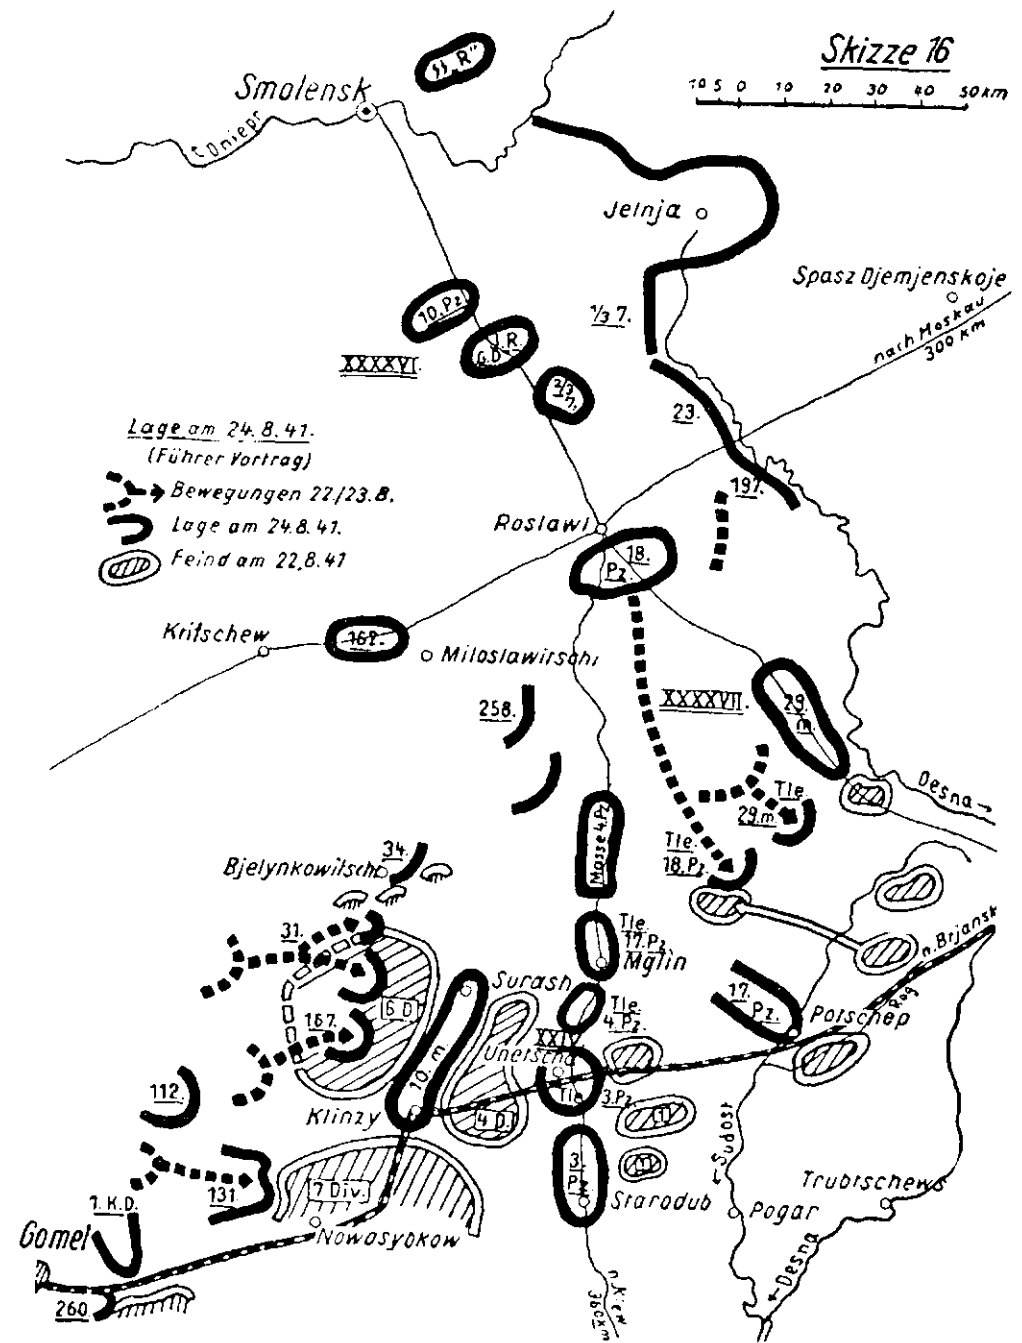 Skizze 16
10 5 0 10 20 30 40 50 km
SS „R"
Smolensk
Dniepr
Jelnja
Spasz Djemjenskoje
nach Moskau
300 km
1/3 7.
10. Pz.
G.D. R.
XXXXVI.
2/3
7.
23.
Lage am 24.8.41.
(Führer Vortrag)
Bewegungen 22./23.8.
Lage am 24.8.41.
Feind am 22.8.41
197.
Roslawl
18.
Pz.
Kritschew
167.
Miloslawitschi
258.
XXXXVII.
29.
m.
Desna
Tle.
29.m.
Tle.
18.Pz.
Masse 4.Pz
34.
Bjelynkowitschi
31.
Tle.
17.Pz
Mglin
n. Brjansk
Rog
Surash
6 D.
Tle.
4.Pz.
17.
Pz.
Potschep
167.
10. m.
XXIV
Unetscha
Tle
3.Pz.
112.
Klinzy
4 D.
Sudost
3.
Pz
Starodub
Trubtschews
131.
7 Div.
1.K.D.
Pogar
Gomel
Nowosybkow
Desna
260.
n. Kiew
360 km